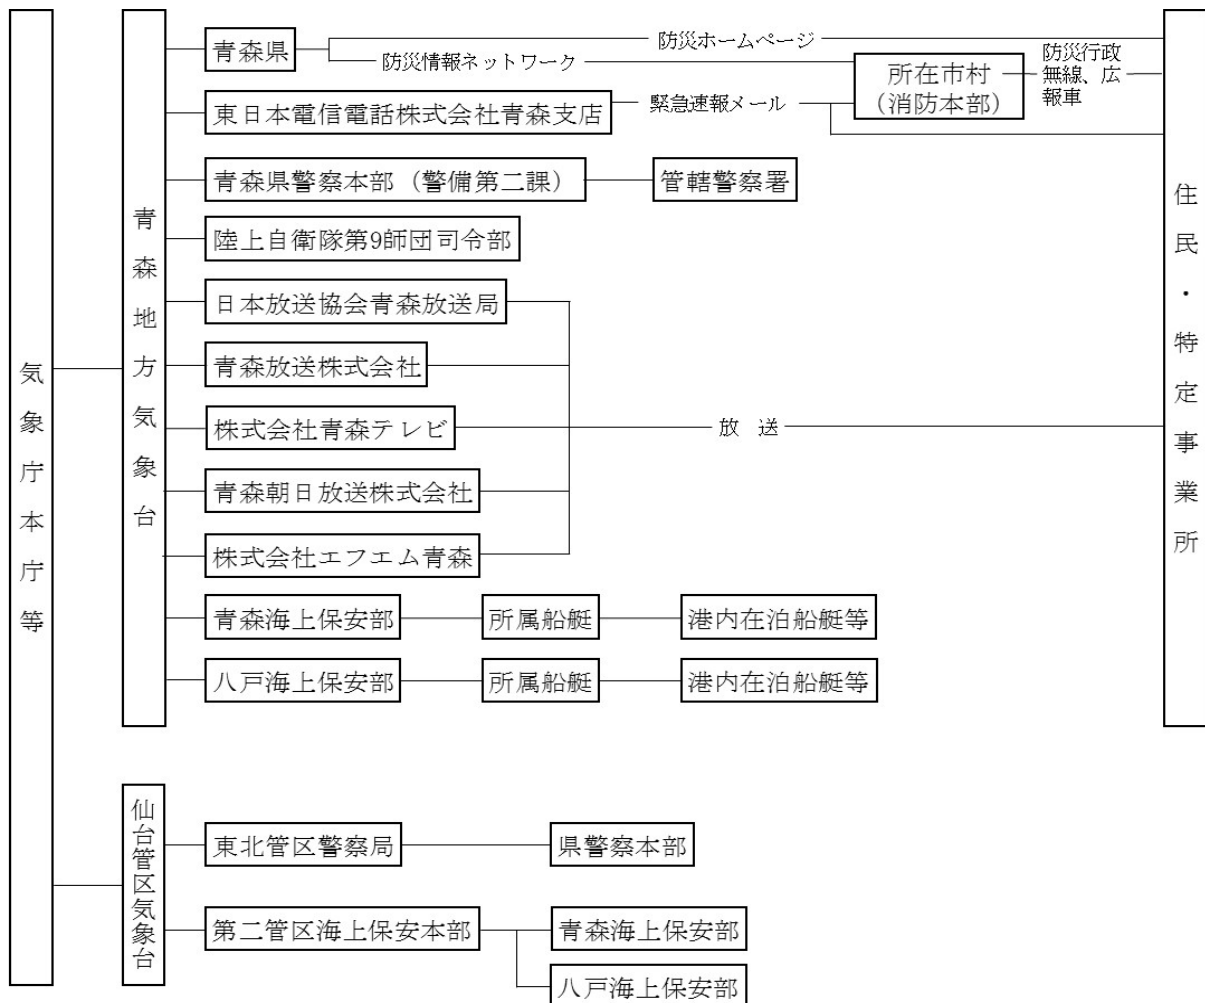 気象庁本庁等
青森地方気象台
青森県
防災ホームページ
防災情報ネットワーク
所在市村
（消防本部）
防災行政
無線、広
報車
東日本電信電話株式会社青森支店
緊急速報メール
青森県警察本部（警備第二課）
管轄警察署
陸上自衛隊第9師団司令部
日本放送協会青森放送局
青森放送株式会社
株式会社青森テレビ
放　送
青森朝日放送株式会社
株式会社エフエム青森
青森海上保安部
所属船艇
港内在泊船艇等
八戸海上保安部
所属船艇
港内在泊船艇等
住民・特定事業所
仙台管区気象台
東北管区警察局
県警察本部
第二管区海上保安本部
青森海上保安部
八戸海上保安部